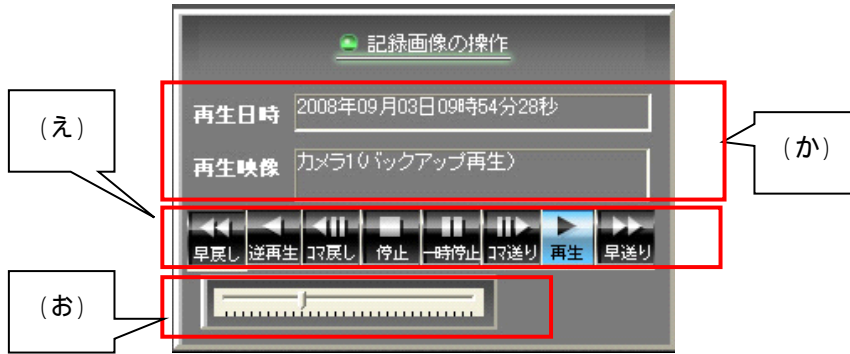 記録画像の操作
再生日時 2008年09月03日09時54分28秒
再生映像 カメラ1(バックアップ再生)
早戻し 逆再生 コマ戻し 停止 一時停止 コマ送り 再生 早送り
(え)
(か)
(お)